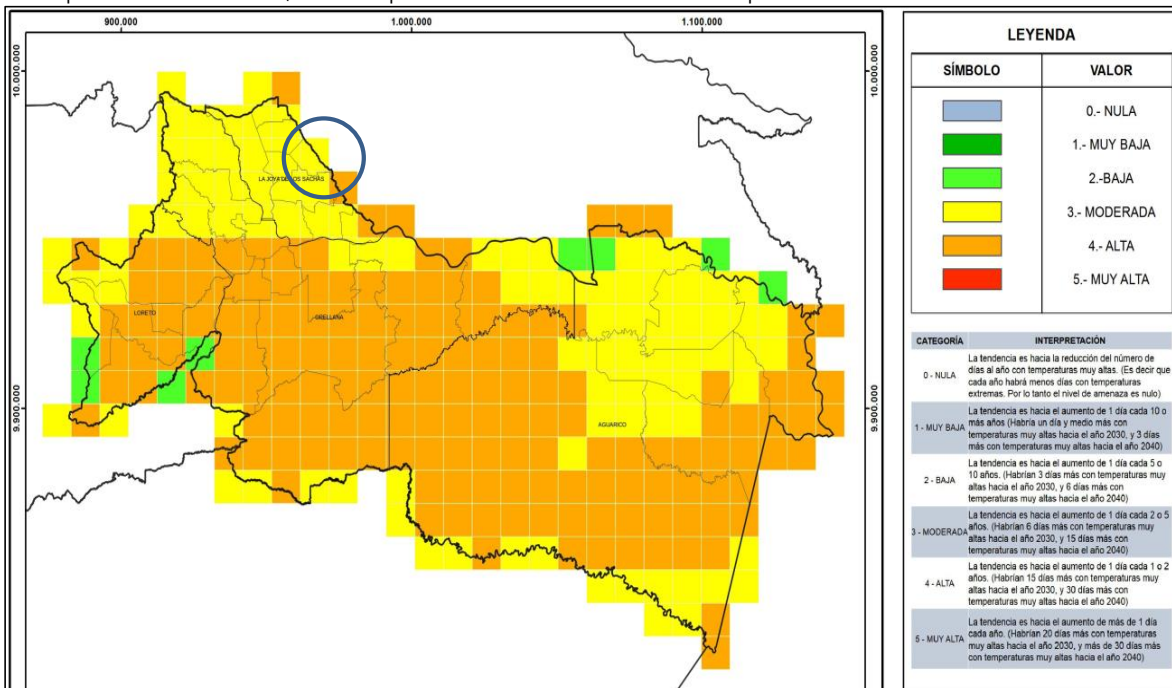 900.000 1.000.000 1.100.000
10.000.000 10.000.000
9.900.000 9.900.000
LA JOYA DE LOS SACHAS
LORETO
ORELLANA
AGUARICO
LEYENDA
SÍMBOLO VALOR
0.- NULA
1.- MUY BAJA
2.-BAJA
3.- MODERADA
4.- ALTA
5.- MUY ALTA
CATEGORÍA INTERPRETACIÓN
0 - NULA
La tendencia es hacia la reducción del número de
días al año con temperaturas muy altas. (Es decir que
cada año habrá menos días con temperaturas
extremas. Por lo tanto el nivel de amenaza es nulo)
1 - MUY BAJA
La tendencia es hacia el aumento de 1 día cada 10 o
más años (Habría un día y medio más con
temperaturas muy altas hacia el año 2030, y 3 días
más con temperaturas muy altas hacia el año 2040)
2 - BAJA
La tendencia es hacia el aumento de 1 día cada 5 o
10 años. (Habrían 3 días más con temperaturas muy
altas hacia el año 2030, y 6 días más con
temperaturas muy altas hacia el año 2040)
3 - MODERADA
La tendencia es hacia el aumento de 1 día cada 2 o 5
años. (Habrían 6 días más con temperaturas muy
altas hacia el año 2030, y 15 días más con
temperaturas muy altas hacia el año 2040)
4 - ALTA
La tendencia es hacia el aumento de 1 día cada 1 o 2
años. (Habrían 15 días más con temperaturas muy
altas hacia el año 2030, y 30 días más con
temperaturas muy altas hacia el año 2040)
5 - MUY ALTA
La tendencia es hacia el aumento de más de 1 día
cada año. (Habrían 20 días más con temperaturas
muy altas hacia el año 2030, y más de 30 días más
con temperaturas muy altas hacia el año 2040)